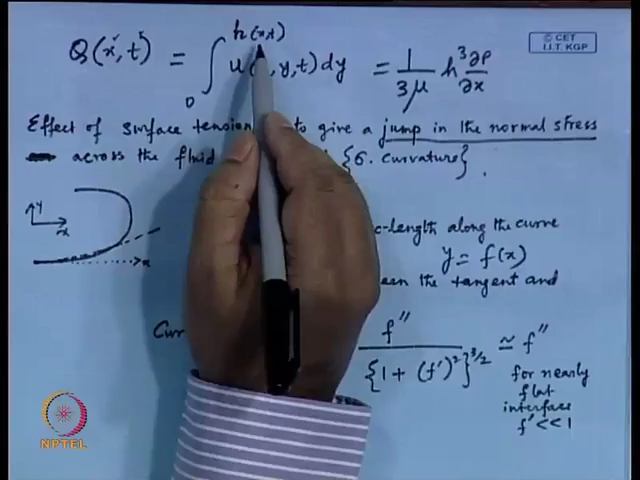 © CET
I.I.T. KGP
h(x,t)
Q(x,t) = ∫ u( , y,t) dy = 1/3μ h³ ∂p/∂x
0
Effect of surface tension to give a jump in the normal stress
across the fluid {σ. curvature}.
c-length along the curve
y
x
y = f(x)
x
een the tangent and
Cur f''/{1+(f')²}^3/2 ≃ f''
for nearly
flat
interface
f' << 1
NPTEL